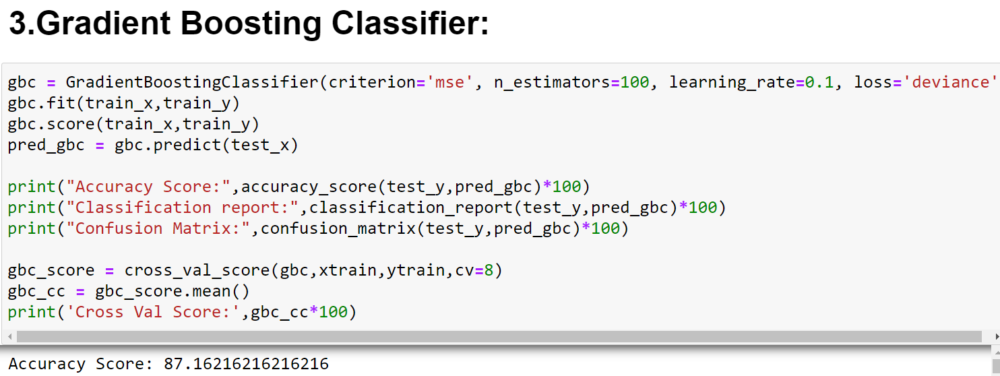 3.Gradient Boosting Classifier:
gbc = GradientBoostingClassifier(criterion='mse', n_estimators=100, learning_rate=0.1, loss='deviance'
gbc.fit(train_x,train_y)
gbc.score(train_x,train_y)
pred_gbc = gbc.predict(test_x)
print("Accuracy Score:",accuracy_score(test_y,pred_gbc)*100)
print("Classification report:",classification_report(test_y,pred_gbc)*100)
print("Confusion Matrix:",confusion_matrix(test_y,pred_gbc)*100)
gbc_score = cross_val_score(gbc,xtrain,ytrain,cv=8)
gbc_cc = gbc_score.mean()
print('Cross Val Score:',gbc_cc*100)
Accuracy Score: 87.16216216216216